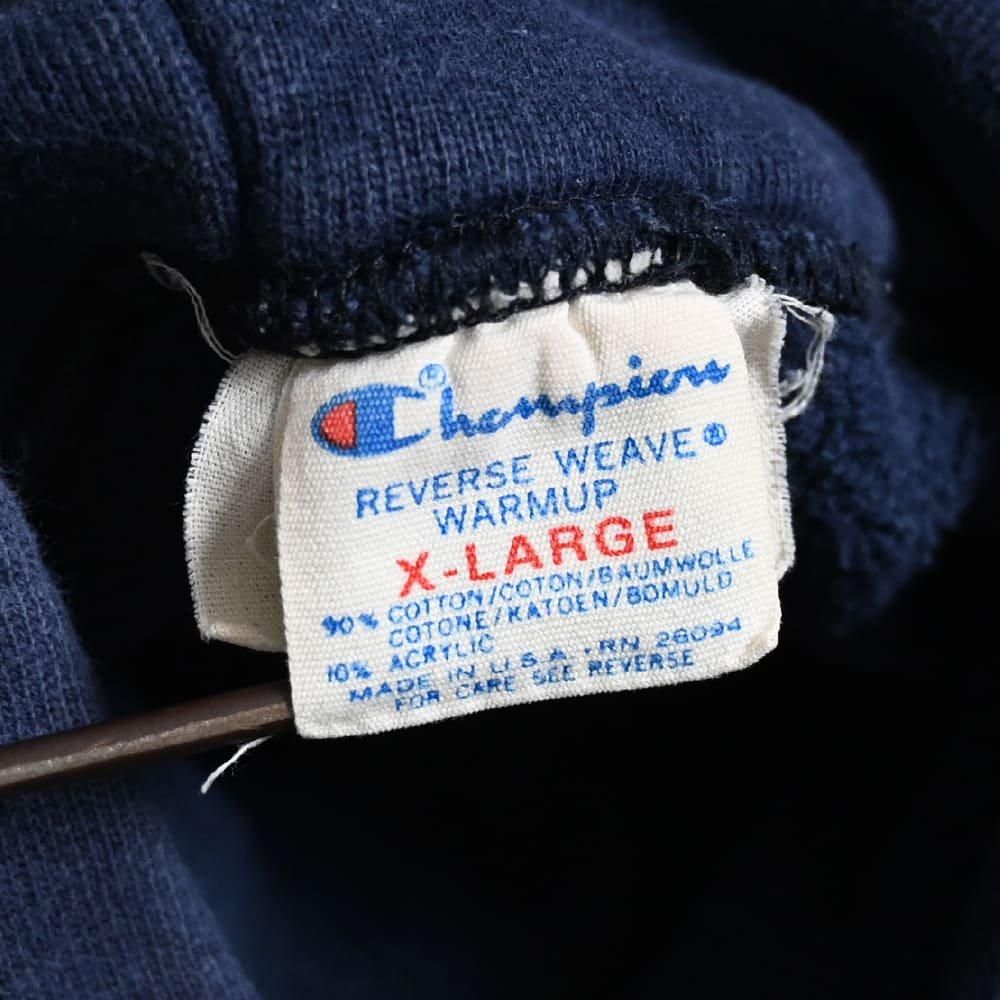 Champion®
REVERSE WEAVE®
WARMUP
X-LARGE
90% COTTON/COTON/BAUMWOLLE
COTONE/KATOEN/BOMULD
10% ACRYLIC
MADE IN U.S.A. RN 26094
FOR CARE SEE REVERSE